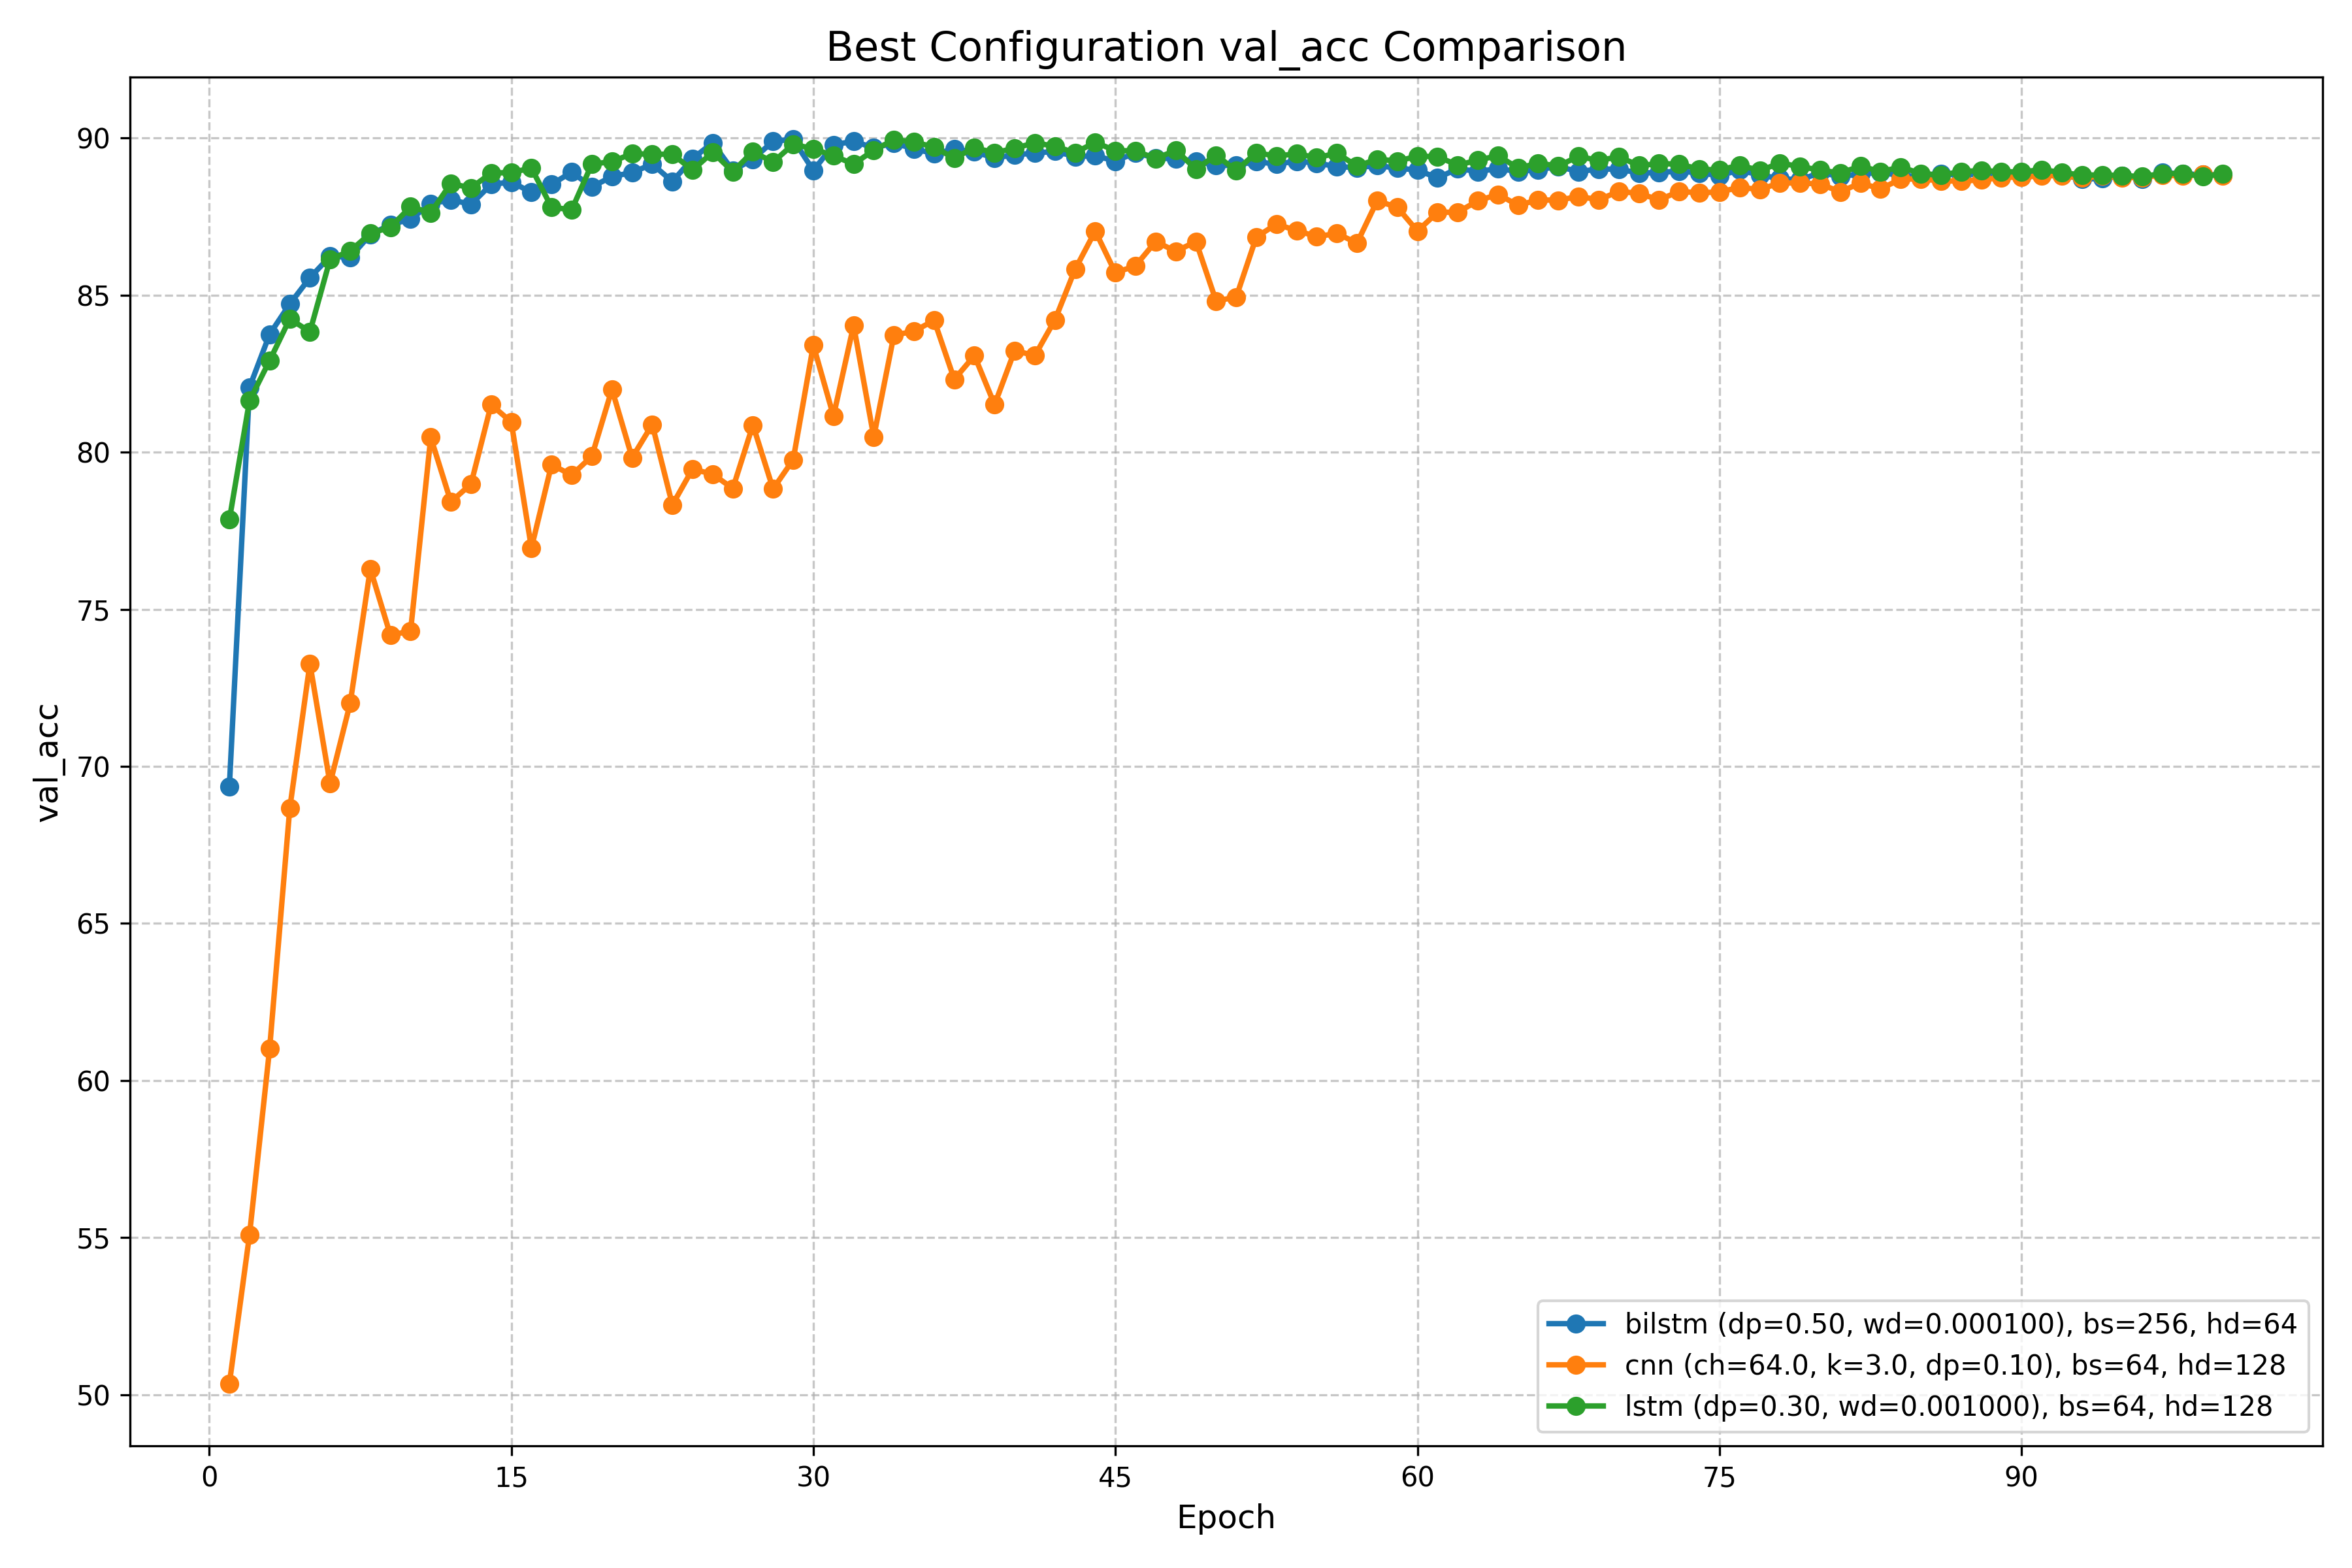 Best Configuration val_acc Comparison
val_acc
90
85
80
75
70
65
60
55
50
0 15 30 45 60 75 90
Epoch
bilstm (dp=0.50, wd=0.000100), bs=256, hd=64
cnn (ch=64.0, k=3.0, dp=0.10), bs=64, hd=128
lstm (dp=0.30, wd=0.001000), bs=64, hd=128